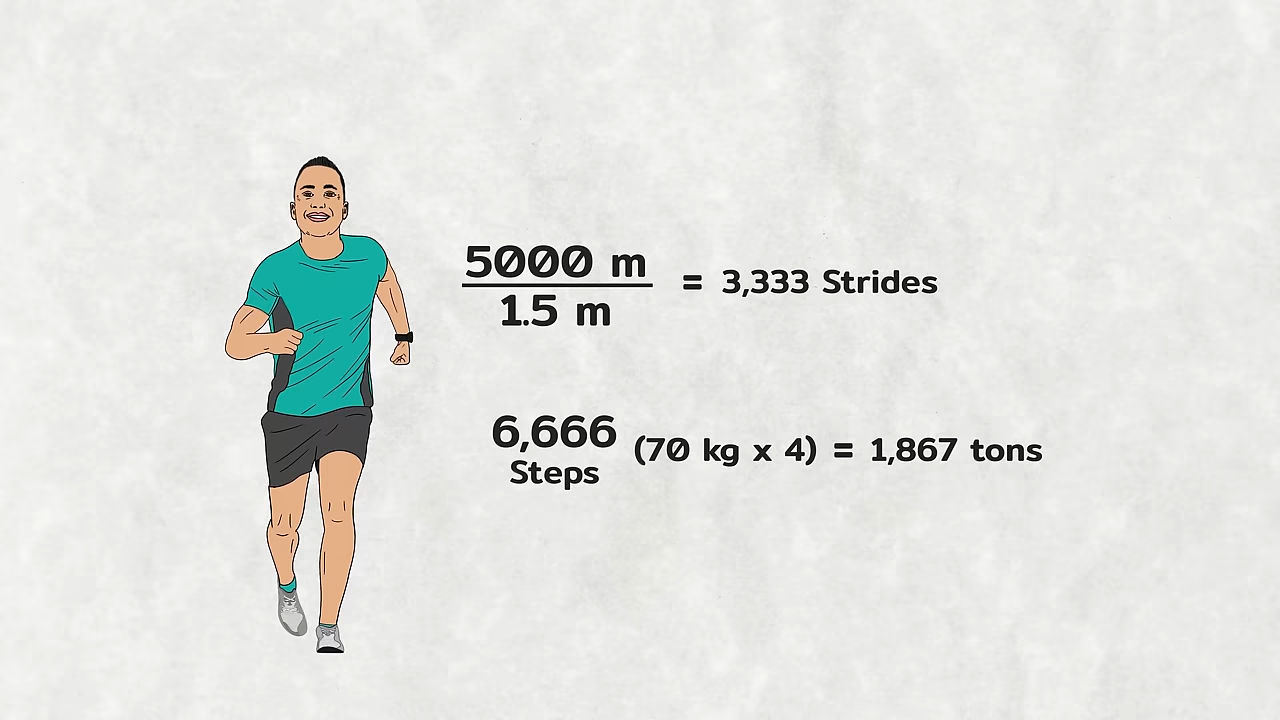 5000 m
1.5 m
= 3,333 Strides
6,666
Steps
(70 kg x 4) = 1,867 tons